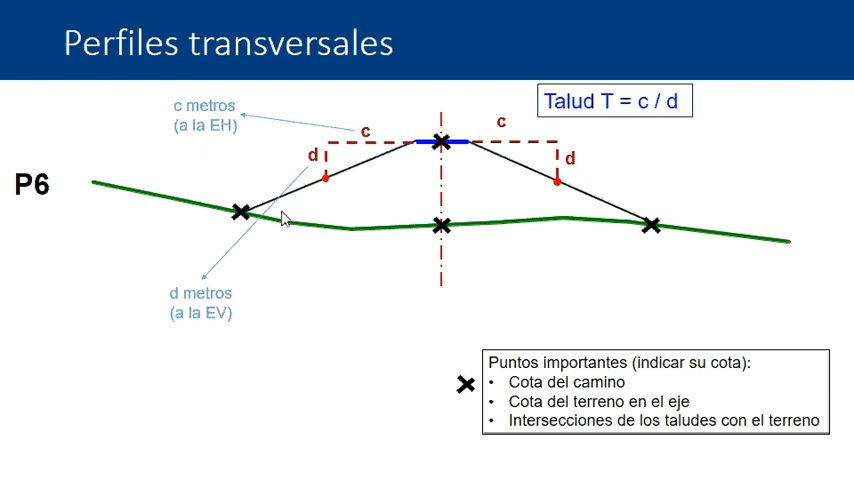 Perfiles transversales
c metros
(a la EH)
Talud T = c / d
c
c
d
d
P6
d metros
(a la EV)
Puntos importantes (indicar su cota):
• Cota del camino
• Cota del terreno en el eje
• Intersecciones de los taludes con el terreno